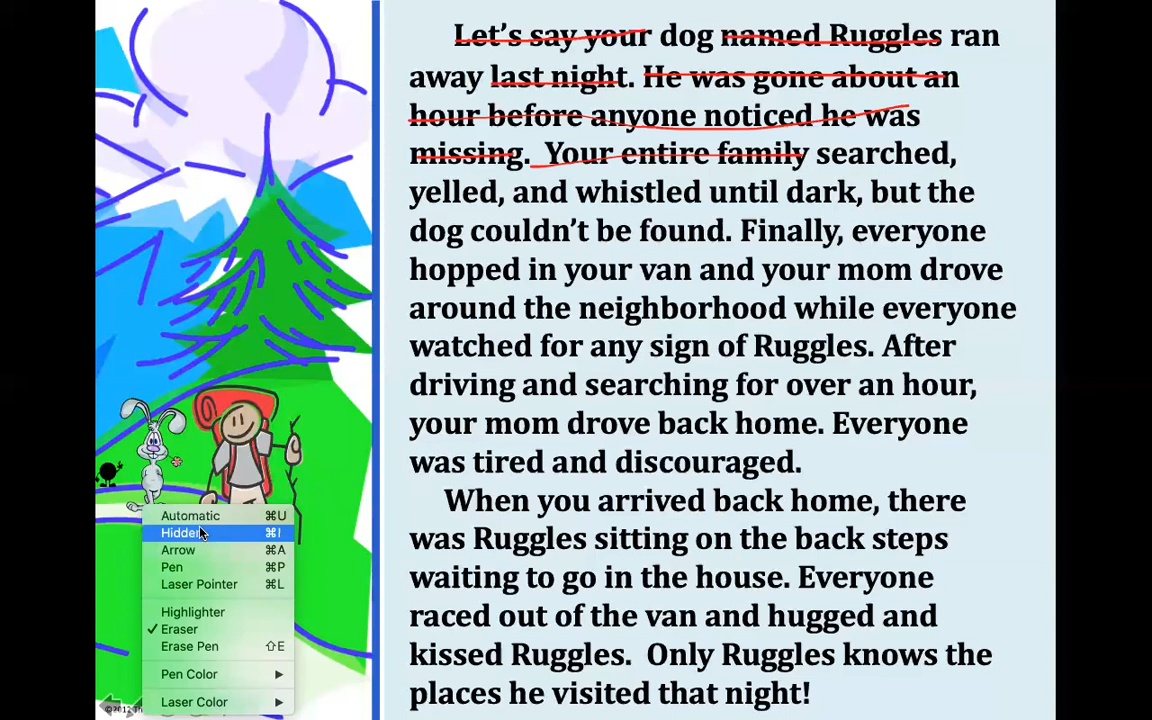 Let's say your dog named Ruggles ran
away last night. He was gone about an
hour before anyone noticed he was
missing.  Your entire family searched,
yelled, and whistled until dark, but the
dog couldn't be found. Finally, everyone
hopped in your van and your mom drove
around the neighborhood while everyone
watched for any sign of Ruggles. After
driving and searching for over an hour,
your mom drove back home. Everyone
was tired and discouraged.
When you arrived back home, there
was Ruggles sitting on the back steps
waiting to go in the house. Everyone
raced out of the van and hugged and
kissed Ruggles.  Only Ruggles knows the
places he visited that night!
Automatic ⌘U
Hidden ⌘I
Arrow ⌘A
Pen ⌘P
Laser Pointer ⌘L
Highlighter
✓ Eraser
Erase Pen ⇧E
Pen Color ▶
Laser Color ▶
©2012